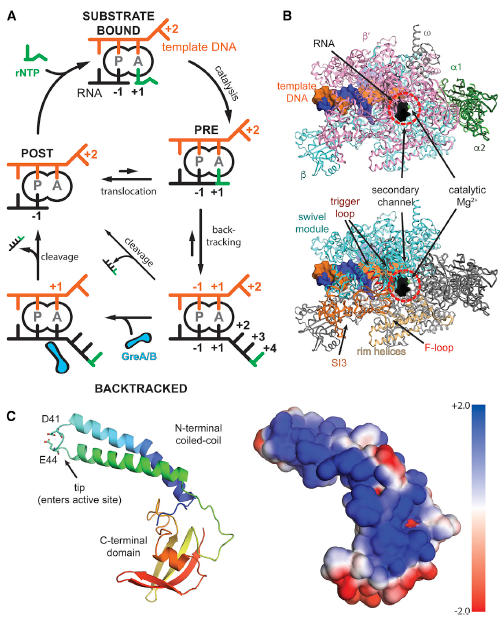 A
SUBSTRATE
BOUND
+2
template DNA
rNTP
P A
RNA
-1 +1
catalysis
POST
+2
P A
-1
translocation
PRE
+2
P A
-1 +1
cleavage
cleavage
back-
tracking
+1
P A
GreA/B
-1 +1 +2
P A
-1 +1
+2
+3
+4
BACKTRACKED
B
RNA
β'
ω
α1
template
DNA
α2
β
secondary
channel
catalytic
Mg2+
trigger
loop
swivel
module
SI3
rim helices
F-loop
C
D41
E44
N-terminal
coiled-coil
tip
(enters active site)
C-terminal
domain
+2.0
-2.0